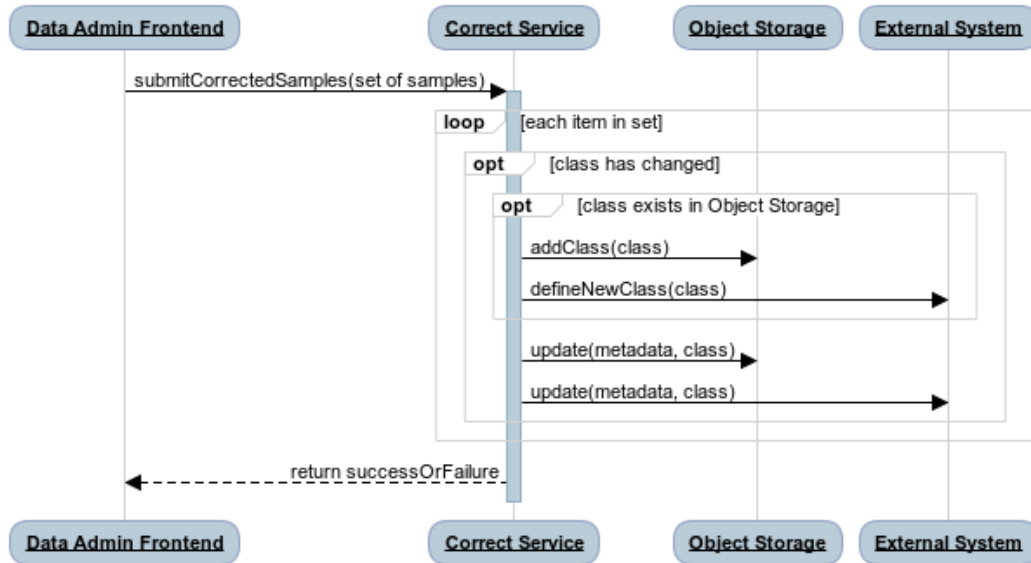 Data Admin Frontend
Correct Service
Object Storage
External System
submitCorrectedSamples(set of samples)
loop
[each item in set]
opt
[class has changed]
opt
[class exists in Object Storage]
addClass(class)
defineNewClass(class)
update(metadata, class)
update(metadata, class)
return successOrFailure
Data Admin Frontend
Correct Service
Object Storage
External System